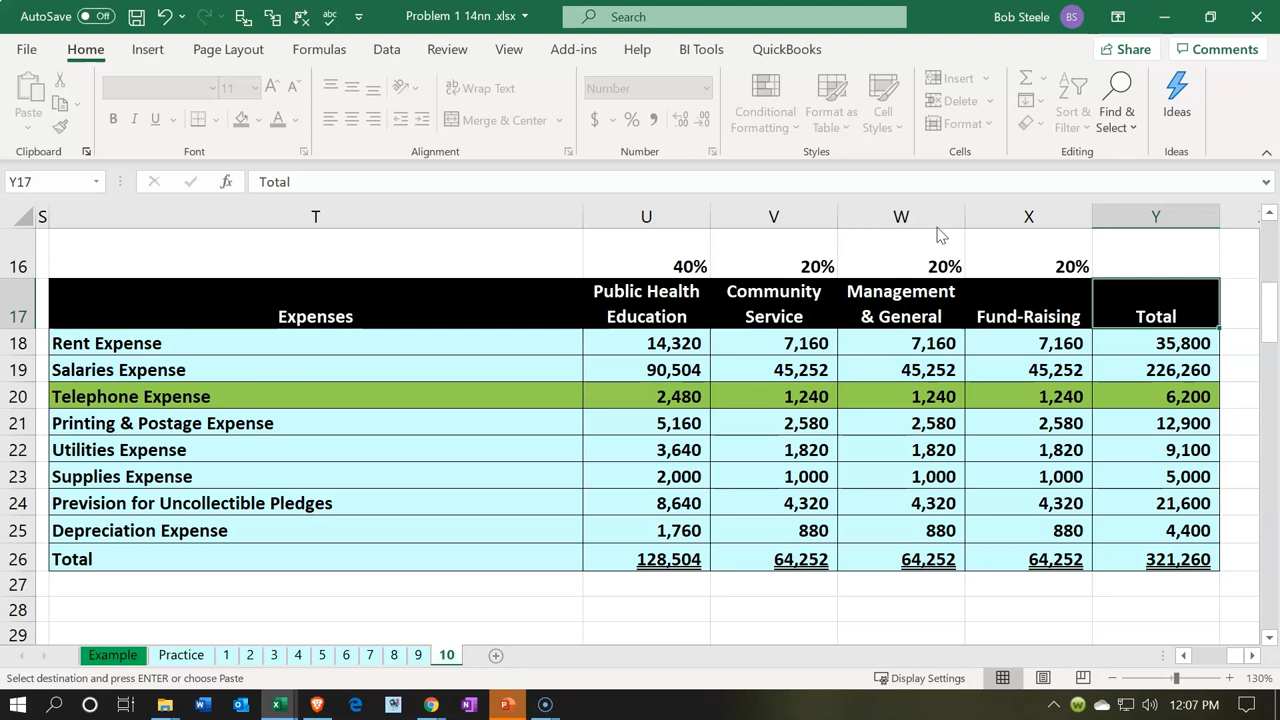 AutoSave Off Problem 1 14nn .xlsx Search Bob Steele BS
File Home Insert Page Layout Formulas Data Review View Add-ins Help BI Tools QuickBooks Share Comments
Paste 11 A A Wrap Text Number Insert
B I U A Merge & Center $ % Conditional Formatting Format as Table Cell Styles Delete Sort & Filter Find & Select Ideas
Format
Clipboard Font Alignment Number Styles Cells Editing Ideas
Y17 fx Total
S T U V W X Y
16 40% 20% 20% 20%
17 Expenses Public Health Education Community Service Management & General Fund-Raising Total
18 Rent Expense 14,320 7,160 7,160 7,160 35,800
19 Salaries Expense 90,504 45,252 45,252 45,252 226,260
20 Telephone Expense 2,480 1,240 1,240 1,240 6,200
21 Printing & Postage Expense 5,160 2,580 2,580 2,580 12,900
22 Utilities Expense 3,640 1,820 1,820 1,820 9,100
23 Supplies Expense 2,000 1,000 1,000 1,000 5,000
24 Prevision for Uncollectible Pledges 8,640 4,320 4,320 4,320 21,600
25 Depreciation Expense 1,760 880 880 880 4,400
26 Total 128,504 64,252 64,252 64,252 321,260
27
28
29
Example Practice 1 2 3 4 5 6 7 8 9 10
Select destination and press ENTER or choose Paste Display Settings 130%
12:07 PM